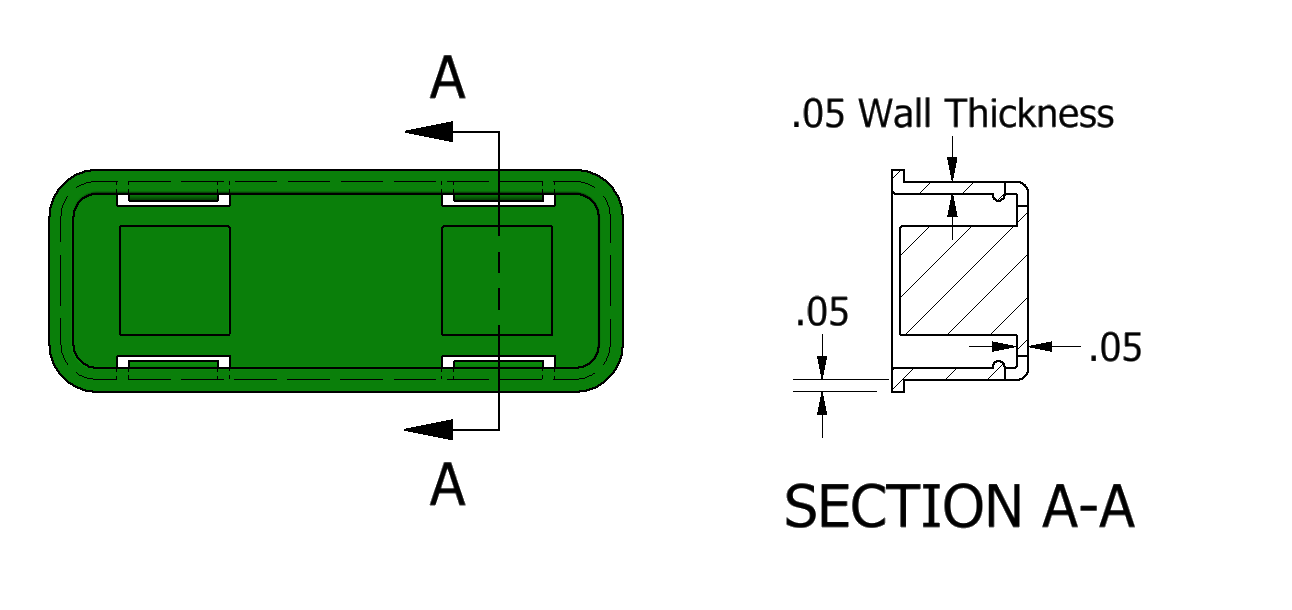 A
A
.05 Wall Thickness
.05
.05
SECTION A-A